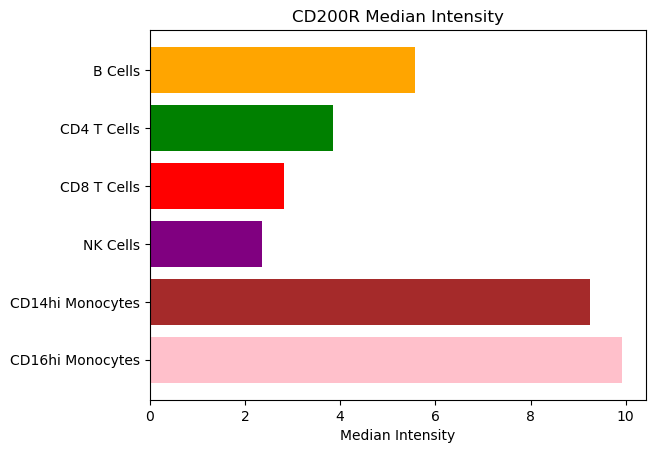 CD200R Median Intensity
B Cells
CD4 T Cells
CD8 T Cells
NK Cells
CD14hi Monocytes
CD16hi Monocytes
0 2 4 6 8 10
Median Intensity